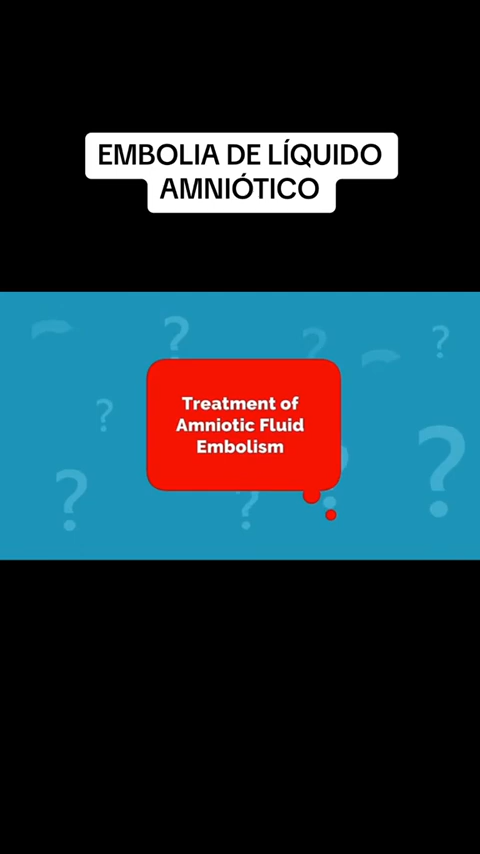 EMBOLIA DE LÍQUIDO
AMNIÓTICO
Treatment of
Amniotic Fluid
Embolism